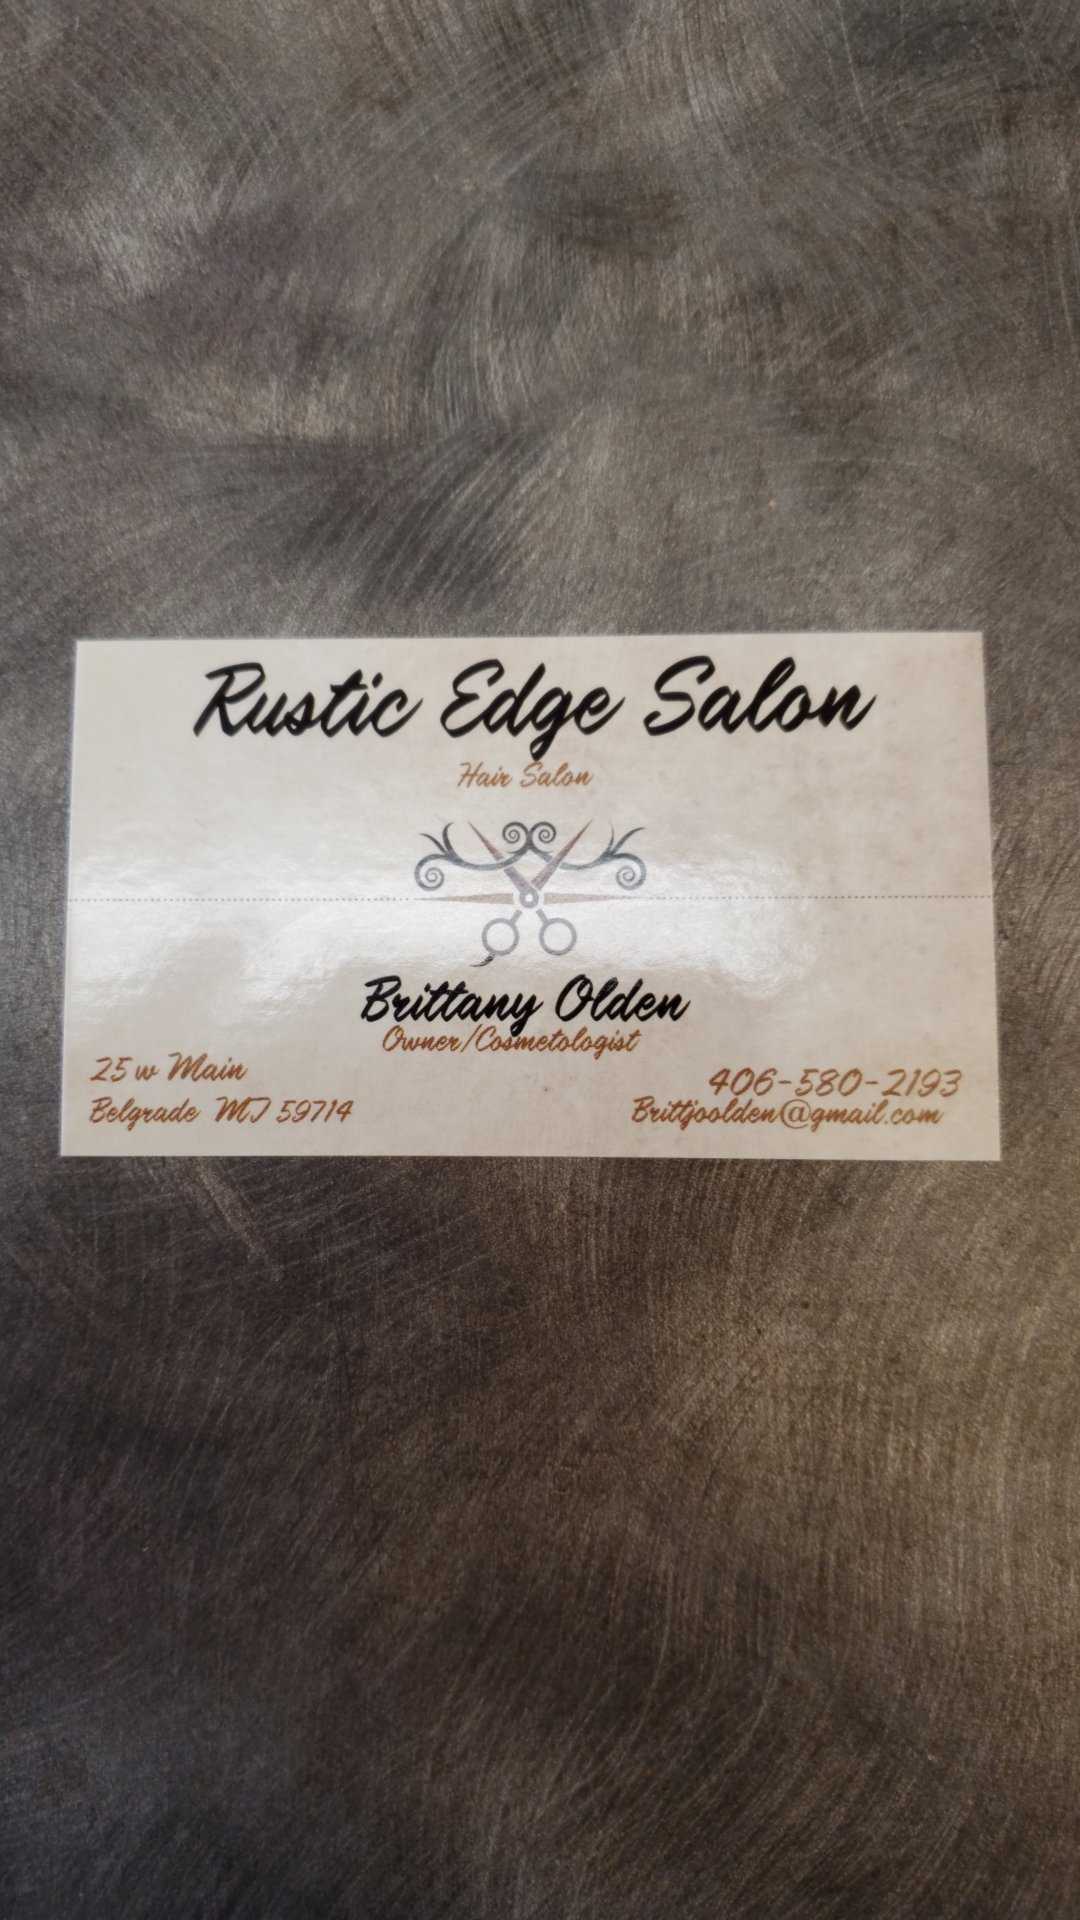 Rustic Edge Salon
Hair Salon
Brittany Olden
Owner/Cosmetologist
25 w Main
Belgrade MT 59714
406-580-2193
Brittjoolden@gmail.com